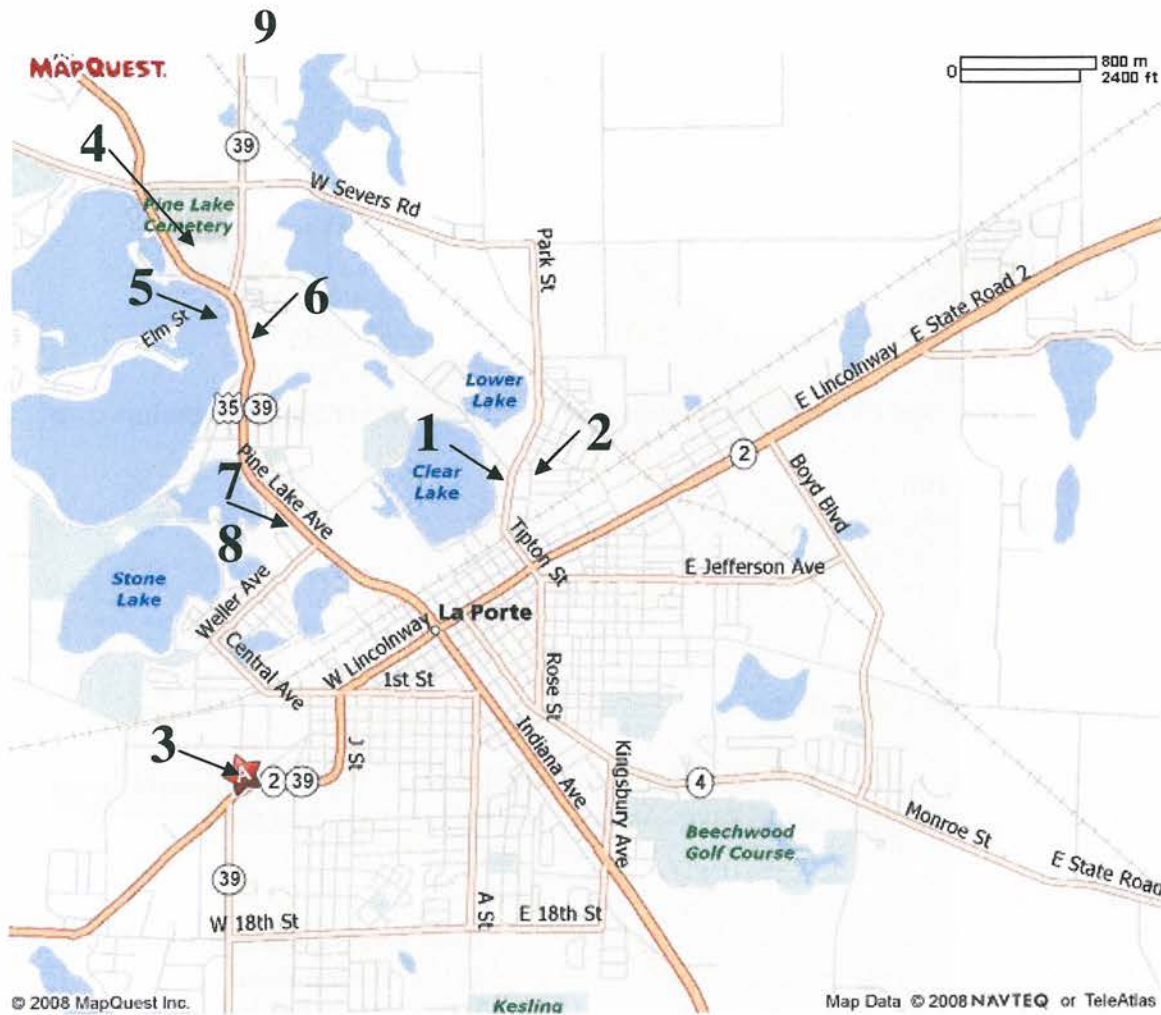 9
MAPQUEST.
0
800 m
2400 ft
4
39
W Severs Rd
Pine Lake
Cemetery
Park St
5
6
Elm St
E State Road 2
E Lincolnway
Lower
Lake
35
39
1
2
Clear
Lake
2
Pine Lake Ave
7
Boyd Blvd
8
Tipton St
E Jefferson Ave
Stone
Lake
Weller Ave
La Porte
W Lincolnway
Central Ave
1st St
Rose St
3
A
2
39
J St
Indiana Ave
Kingsbury Ave
4
Monroe St
Beechwood
Golf Course
E State Road
39
W 18th St
A St
E 18th St
© 2008 MapQuest Inc.
Kesling
Map Data © 2008 NAVTEQ or TeleAtlas